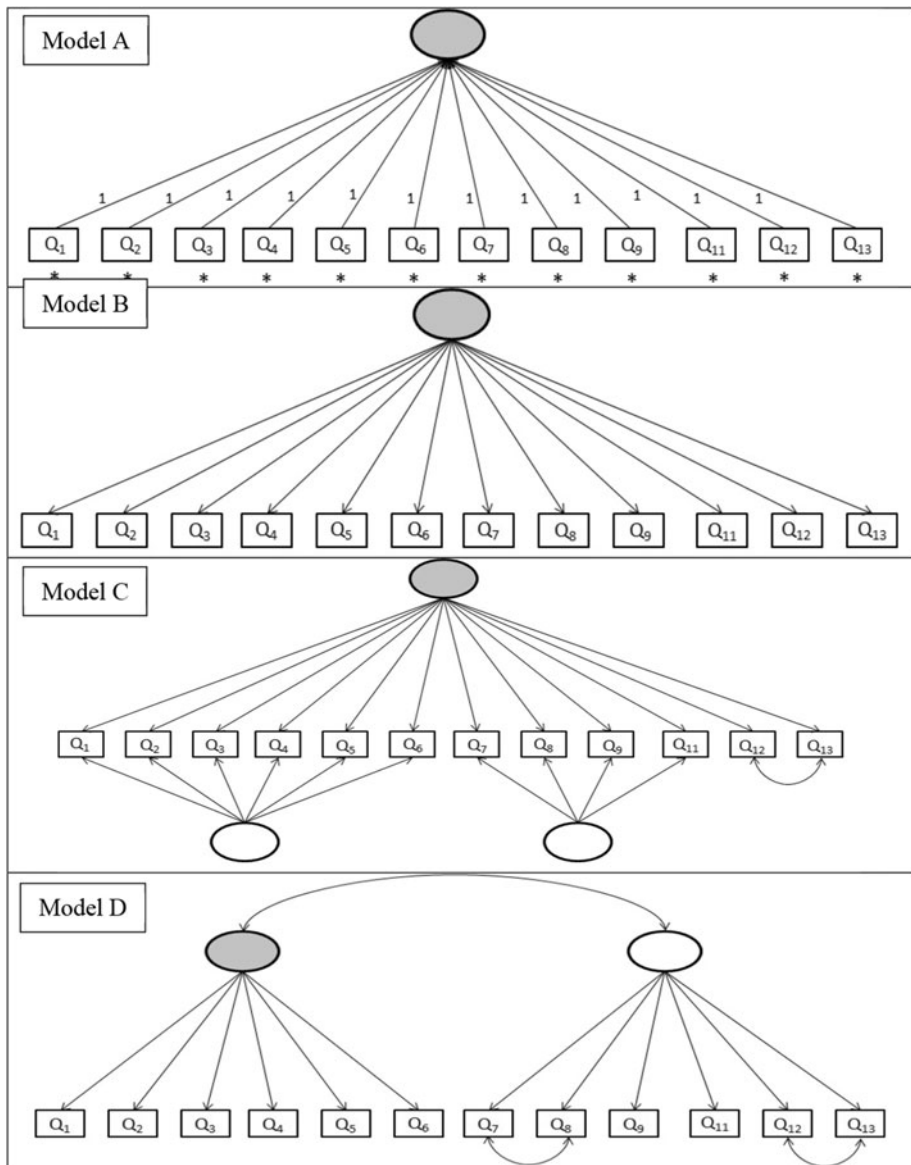 Model A
1 1 1 1 1 1 1 1 1 1 1 1
Q₁ Q₂ Q₃ Q₄ Q₅ Q₆ Q₇ Q₈ Q₉ Q₁₁ Q₁₂ Q₁₃
* * * * * * * * * * * *
Model B
Q₁ Q₂ Q₃ Q₄ Q₅ Q₆ Q₇ Q₈ Q₉ Q₁₁ Q₁₂ Q₁₃
Model C
Q₁ Q₂ Q₃ Q₄ Q₅ Q₆ Q₇ Q₈ Q₉ Q₁₁ Q₁₂ Q₁₃
Model D
Q₁ Q₂ Q₃ Q₄ Q₅ Q₆ Q₇ Q₈ Q₉ Q₁₁ Q₁₂ Q₁₃